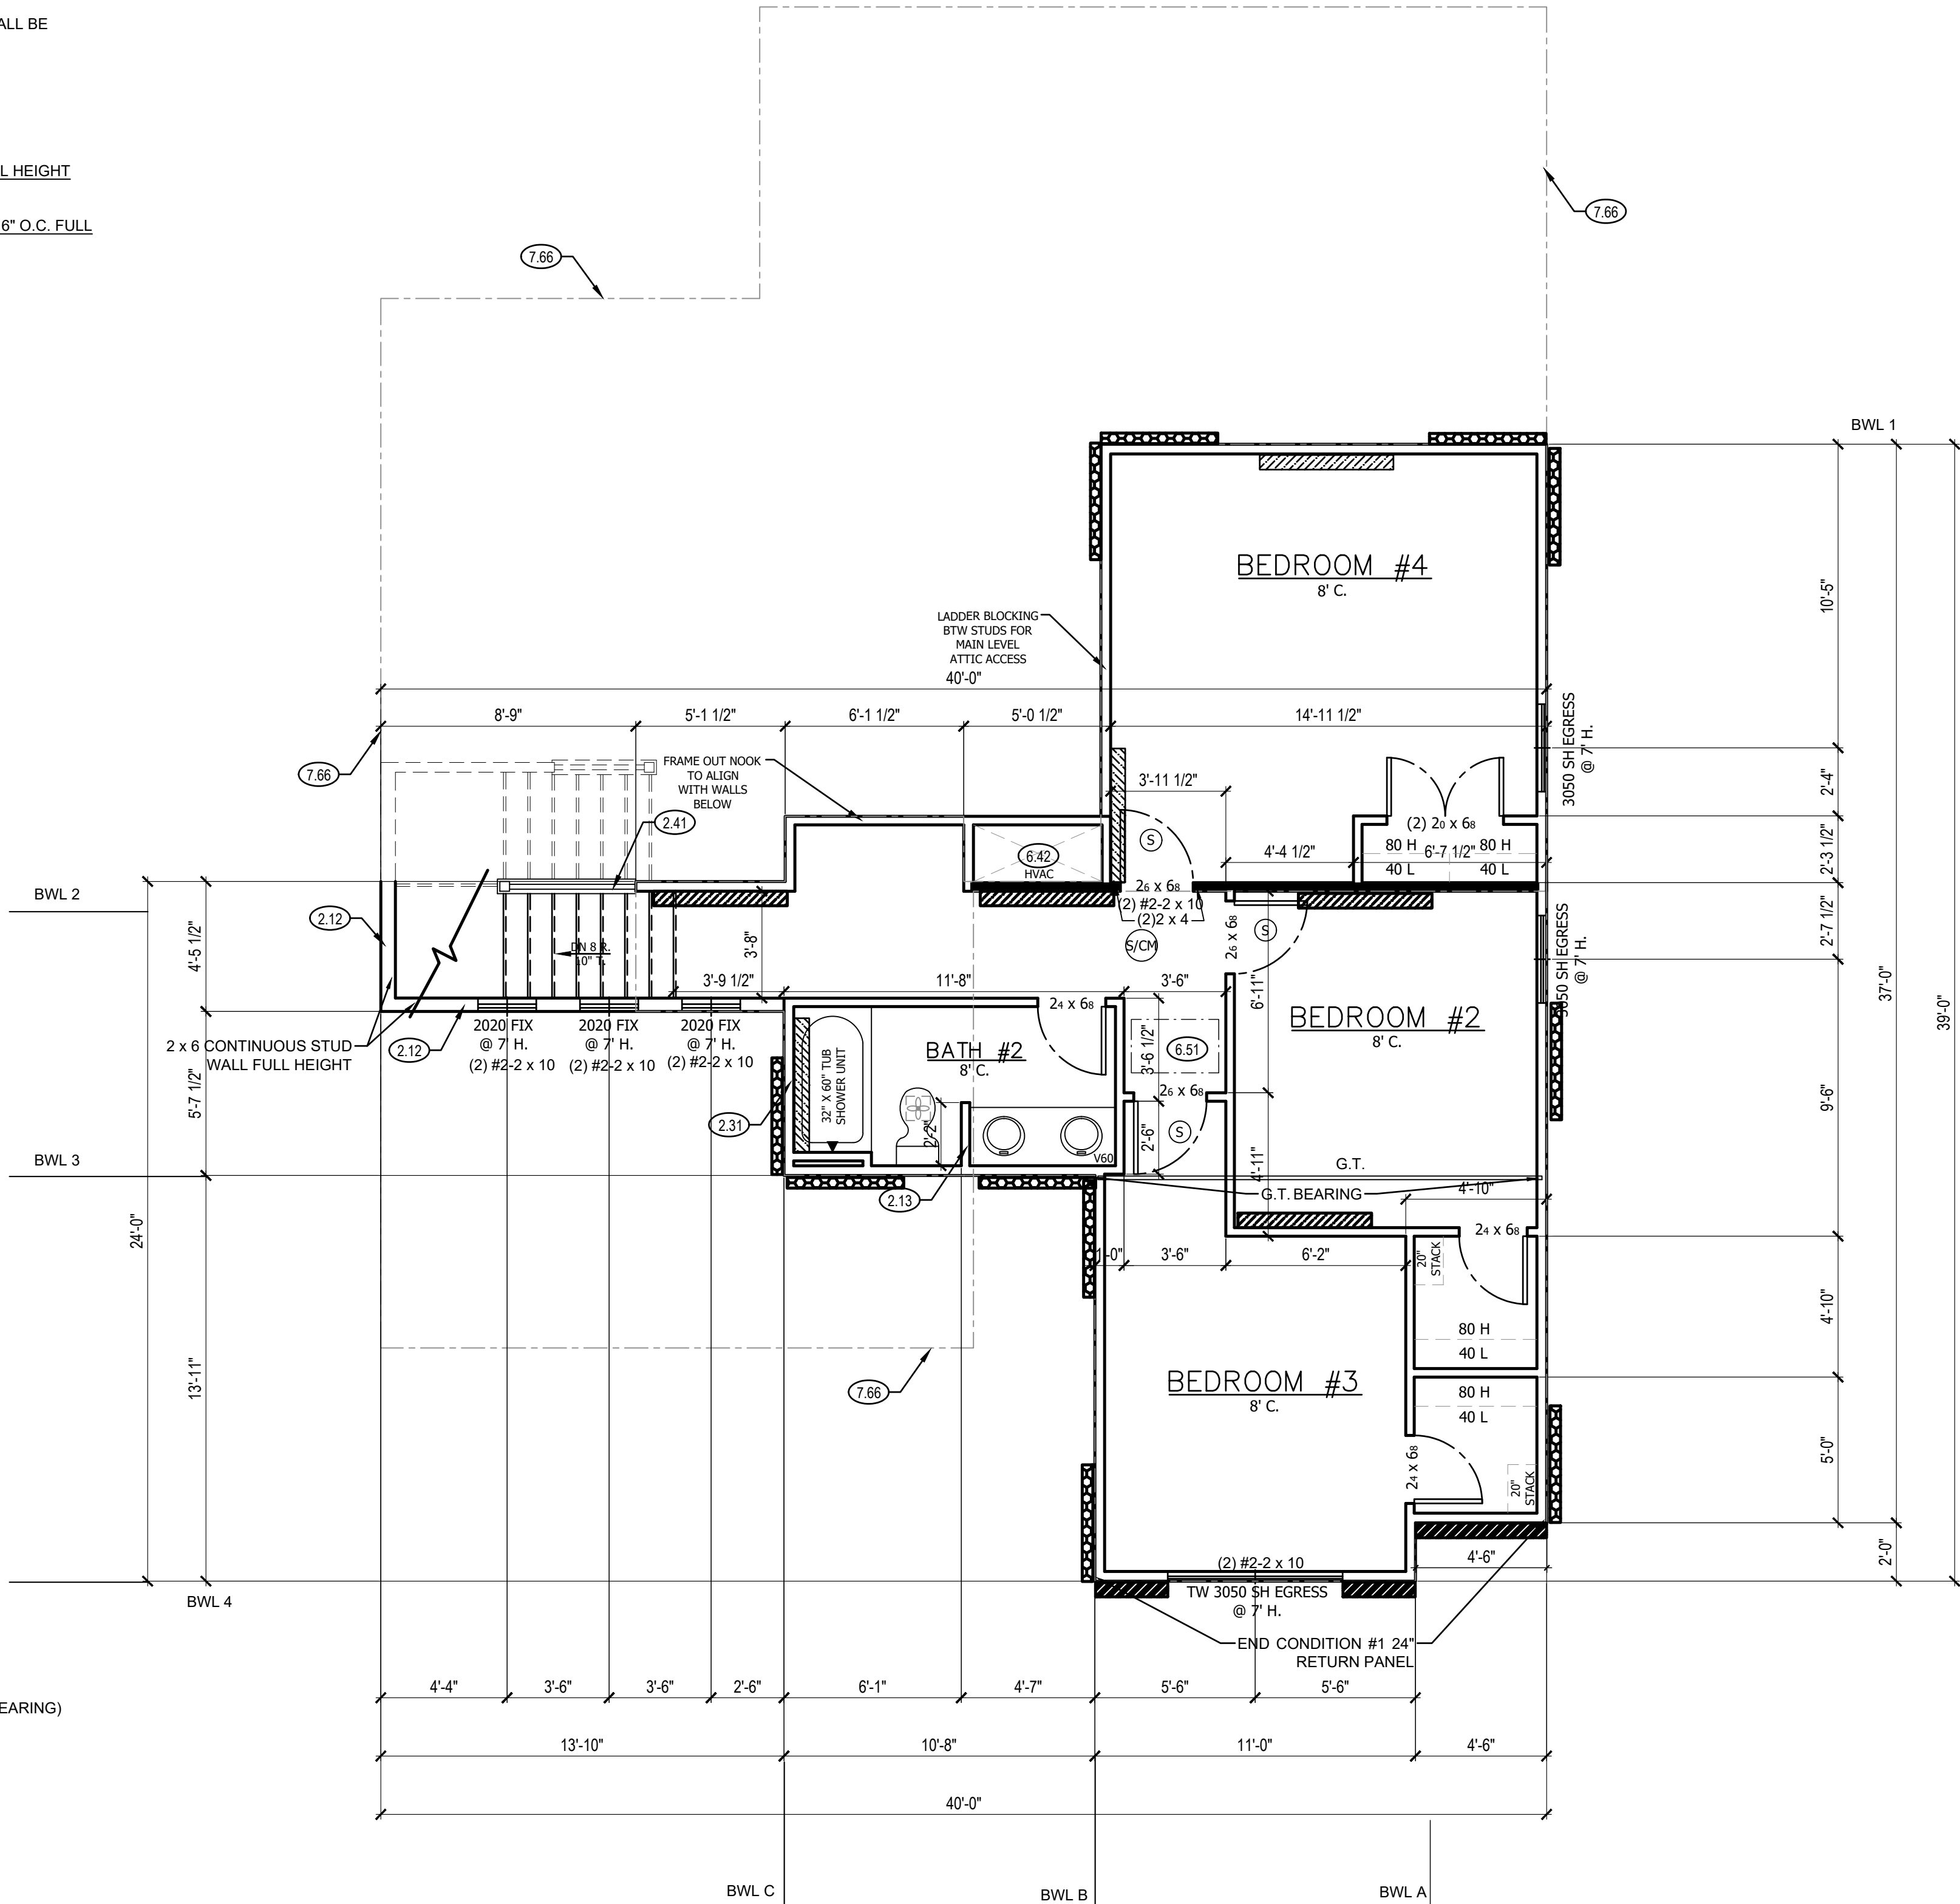 ALL BE
L HEIGHT
6" O.C. FULL
7.66
7.66
BWL 1
BEDROOM #4
8' C.
LADDER BLOCKING
BTW STUDS FOR
MAIN LEVEL
ATTIC ACCESS
40'-0"
8'-9"
5'-1 1/2"
6'-1 1/2"
5'-0 1/2"
14'-11 1/2"
10'-5"
37'-0"
39'-0"
3050 SH EGRESS
@ 7' H.
7.66
FRAME OUT NOOK
TO ALIGN
WITH WALLS
BELOW
3'-11 1/2"
2'-4"
2.41
S
(2) 20 x 68
80 H
80 H
4'-4 1/2"
6'-7 1/2"
40 L
40 L
2'-3 1/2"
6.42
HVAC
26 x 68
(2) #2-2 x 10
(2)2 x 4
BWL 2
2.12
4'-5 1/2"
DN 8 R.
10" T.
3'-8"
S/CM
26 x 68
S
3050 SH EGRESS
@ 7' H.
2'-7 1/2"
3'-9 1/2"
11'-8"
3'-6"
6'-11"
24 x 68
2020 FIX
@ 7' H.
(2) #2-2 x 10
2020 FIX
@ 7' H.
(2) #2-2 x 10
2020 FIX
@ 7' H.
(2) #2-2 x 10
2 x 6 CONTINUOUS STUD
WALL FULL HEIGHT
2.12
BATH #2
8' C.
32" X 60" TUB
SHOWER UNIT
3'-6 1/2"
6.51
BEDROOM #2
8' C.
5'-7 1/2"
2.31
2'-2"
26 x 68
2'-6"
S
V60
9'-6"
BWL 3
2.13
4'-11"
G.T.
G.T. BEARING
4'-10"
24'-0"
24 x 68
1'-0"
3'-6"
6'-2"
20"
STACK
80 H
40 L
4'-10"
13'-11"
7.66
BEDROOM #3
8' C.
80 H
40 L
24 x 68
20"
STACK
5'-0"
(2) #2-2 x 10
TW 3050 SH EGRESS
@ 7' H.
4'-6"
2'-0"
BWL 4
END CONDITION #1 24"
RETURN PANEL
EARING)
4'-4"
3'-6"
3'-6"
2'-6"
6'-1"
4'-7"
5'-6"
5'-6"
13'-10"
10'-8"
11'-0"
4'-6"
40'-0"
BWL C
BWL B
BWL A